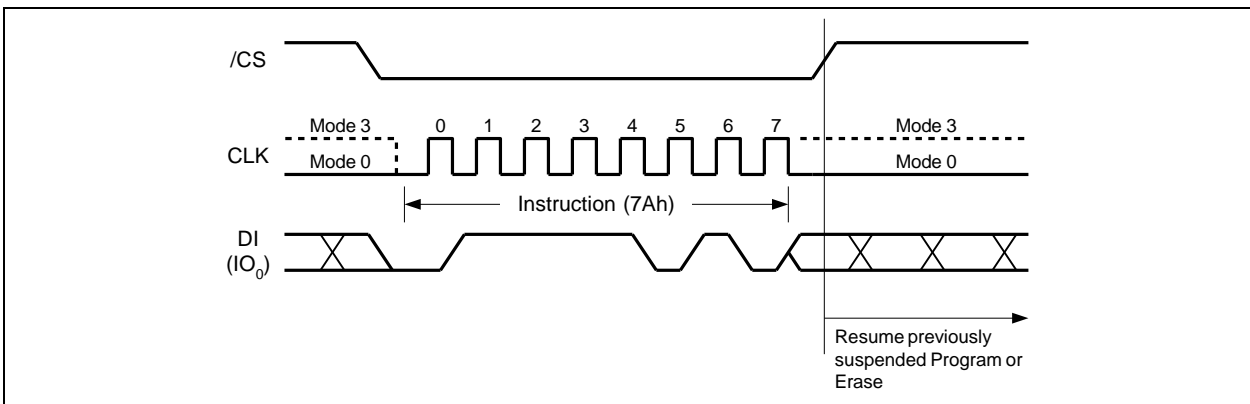 /CS
Mode 3 0 1 2 3 4 5 6 7 Mode 3
CLK
Mode 0 Mode 0
Instruction (7Ah)
DI
(IO0)
Resume previously
suspended Program or
Erase